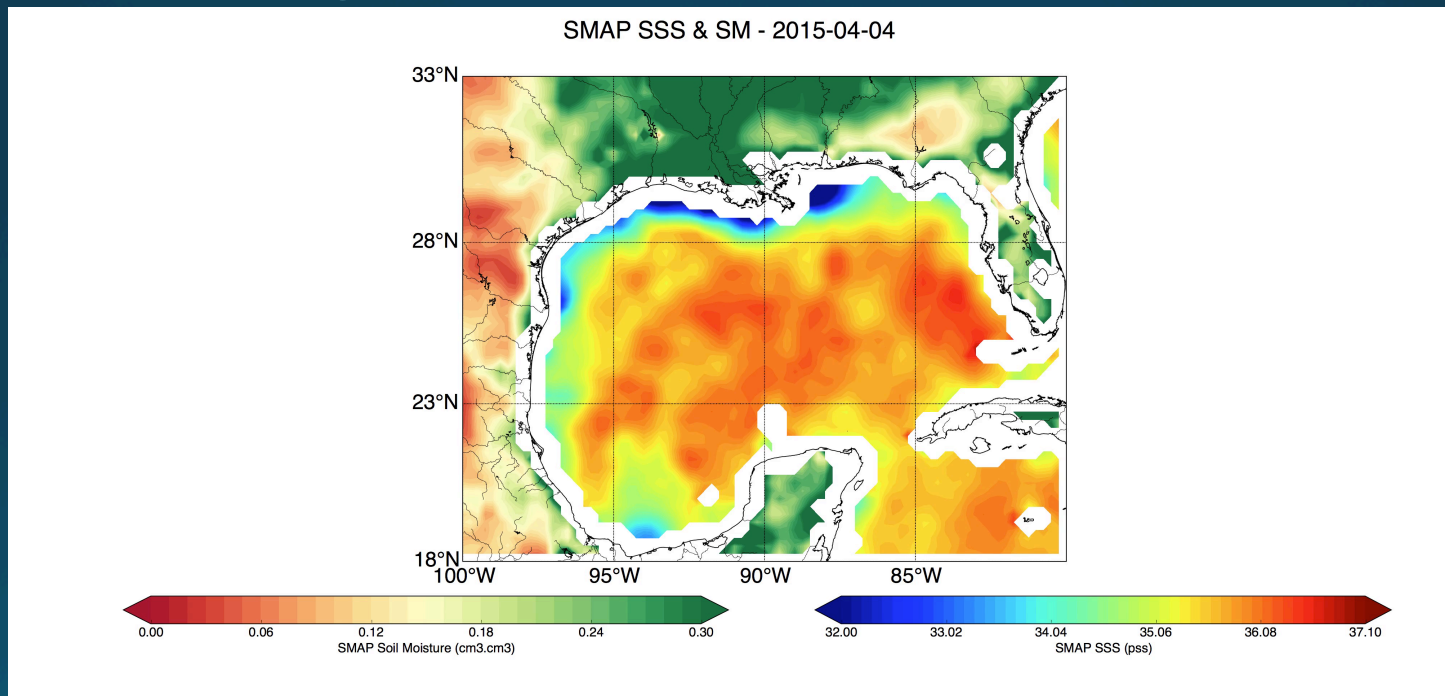 SMAP SSS & SM - 2015-04-04
33°N
28°N
23°N
18°N
100°W 95°W 90°W 85°W
0.00 0.06 0.12 0.18 0.24 0.30
SMAP Soil Moisture (cm3.cm3)
32.00 33.02 34.04 35.06 36.08 37.10
SMAP SSS (pss)